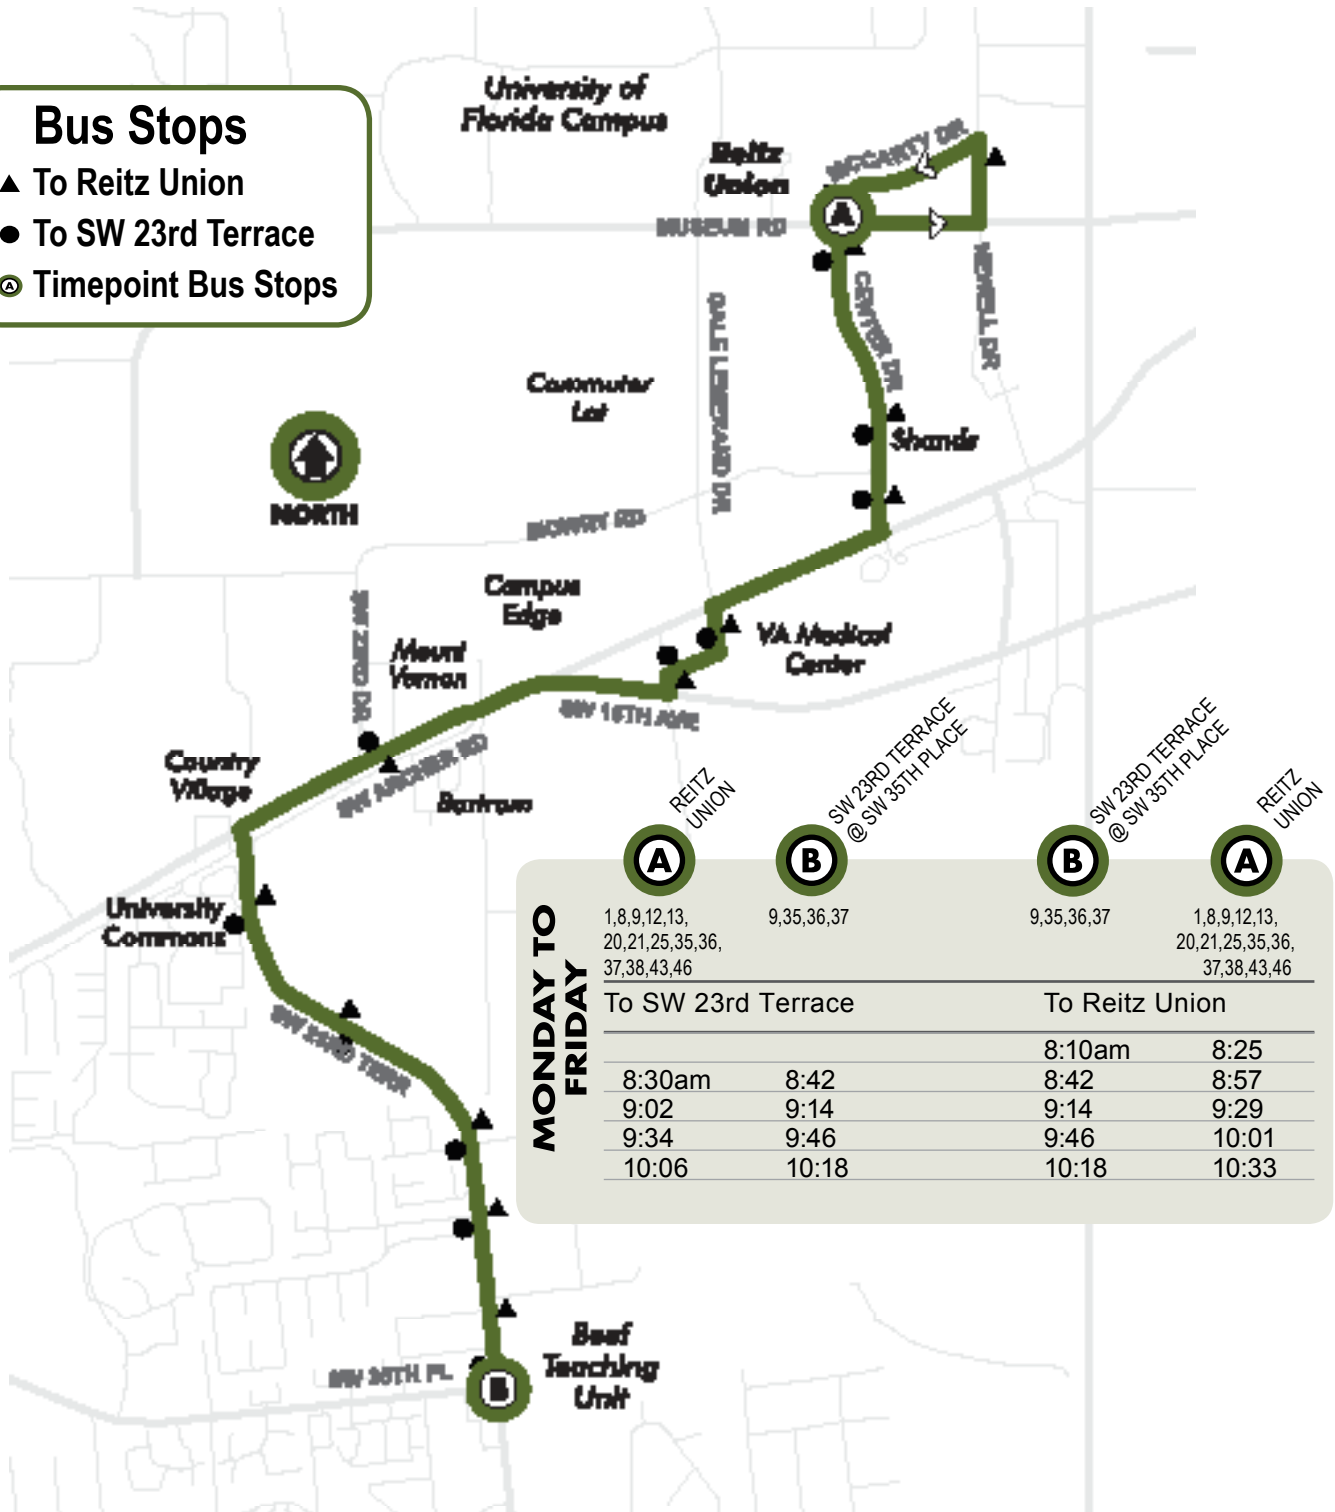 University of
Florida Campus
Bus Stops
To Reitz Union
To SW 23rd Terrace
A Timepoint Bus Stops
MCCARTY DR
Reitz
Union
A
MUSEUM RD
NEWELL DR
CENTER DR
GALE LEMERAND DR
Commuter
Lot
Shands
NORTH
MOWRY RD
Campus
Edge
SW 23RD DR
Mount
Vernon
VA Medical
Center
SW 16TH AVE
SW ARCHER RD
Country
Village
Bartram
University
Commons
SW 23RD TERR
Beef
Teaching
Unit
SW 35TH PL
B
REITZ
UNION
SW 23RD TERRACE
@ SW 35TH PLACE
SW 23RD TERRACE
@ SW 35TH PLACE
REITZ
UNION
A B B A
1,8,9,12,13, 9,35,36,37 9,35,36,37 1,8,9,12,13,
20,21,25,35,36, 20,21,25,35,36,
37,38,43,46 37,38,43,46
MONDAY TO
FRIDAY
To SW 23rd Terrace To Reitz Union
8:10am 8:25
8:30am 8:42 8:42 8:57
9:02 9:14 9:14 9:29
9:34 9:46 9:46 10:01
10:06 10:18 10:18 10:33